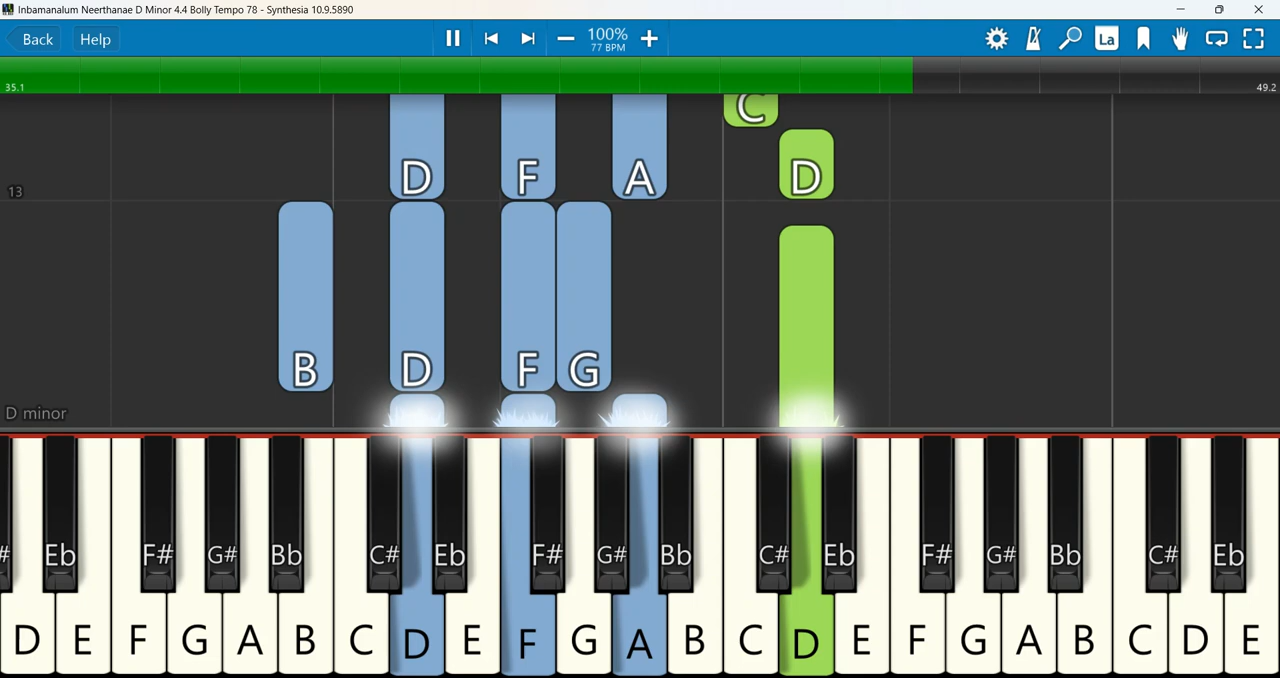 Inbamanalum Neerthanae D Minor 4.4 Bolly Tempo 78 - Synthesia 10.9.5890
Back Help 100% La
77 BPM
35.1 49.2
C
D F A D
13
B D F G
D minor
# Eb F# G# Bb C# Eb F# G# Bb C# Eb F# G# Bb C# Eb
D E F G A B C D E F G A B C D E F G A B C D E